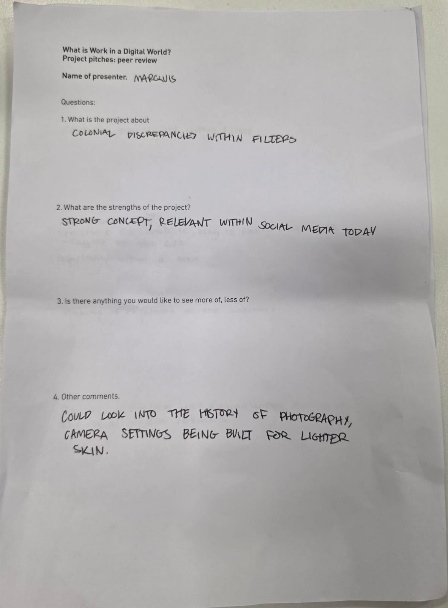 What is Work in a Digital World?
Project pitches: peer review
Name of presenter: MARCUUS
Questions:
1. What is the project about
COLONIAL DISCREPANCIES WITHIN FILTERS
2. What are the strengths of the project?
STRONG CONCEPT, RELEVANT WITHIN SOCIAL MEDIA TODAY
3. Is there anything you would like to see more of, less of?
4. Other comments.
COULD LOOK INTO THE HISTORY OF PHOTOGRAPHY,
CAMERA SETTINGS BEING BUILT FOR LIGHTER
SKIN.